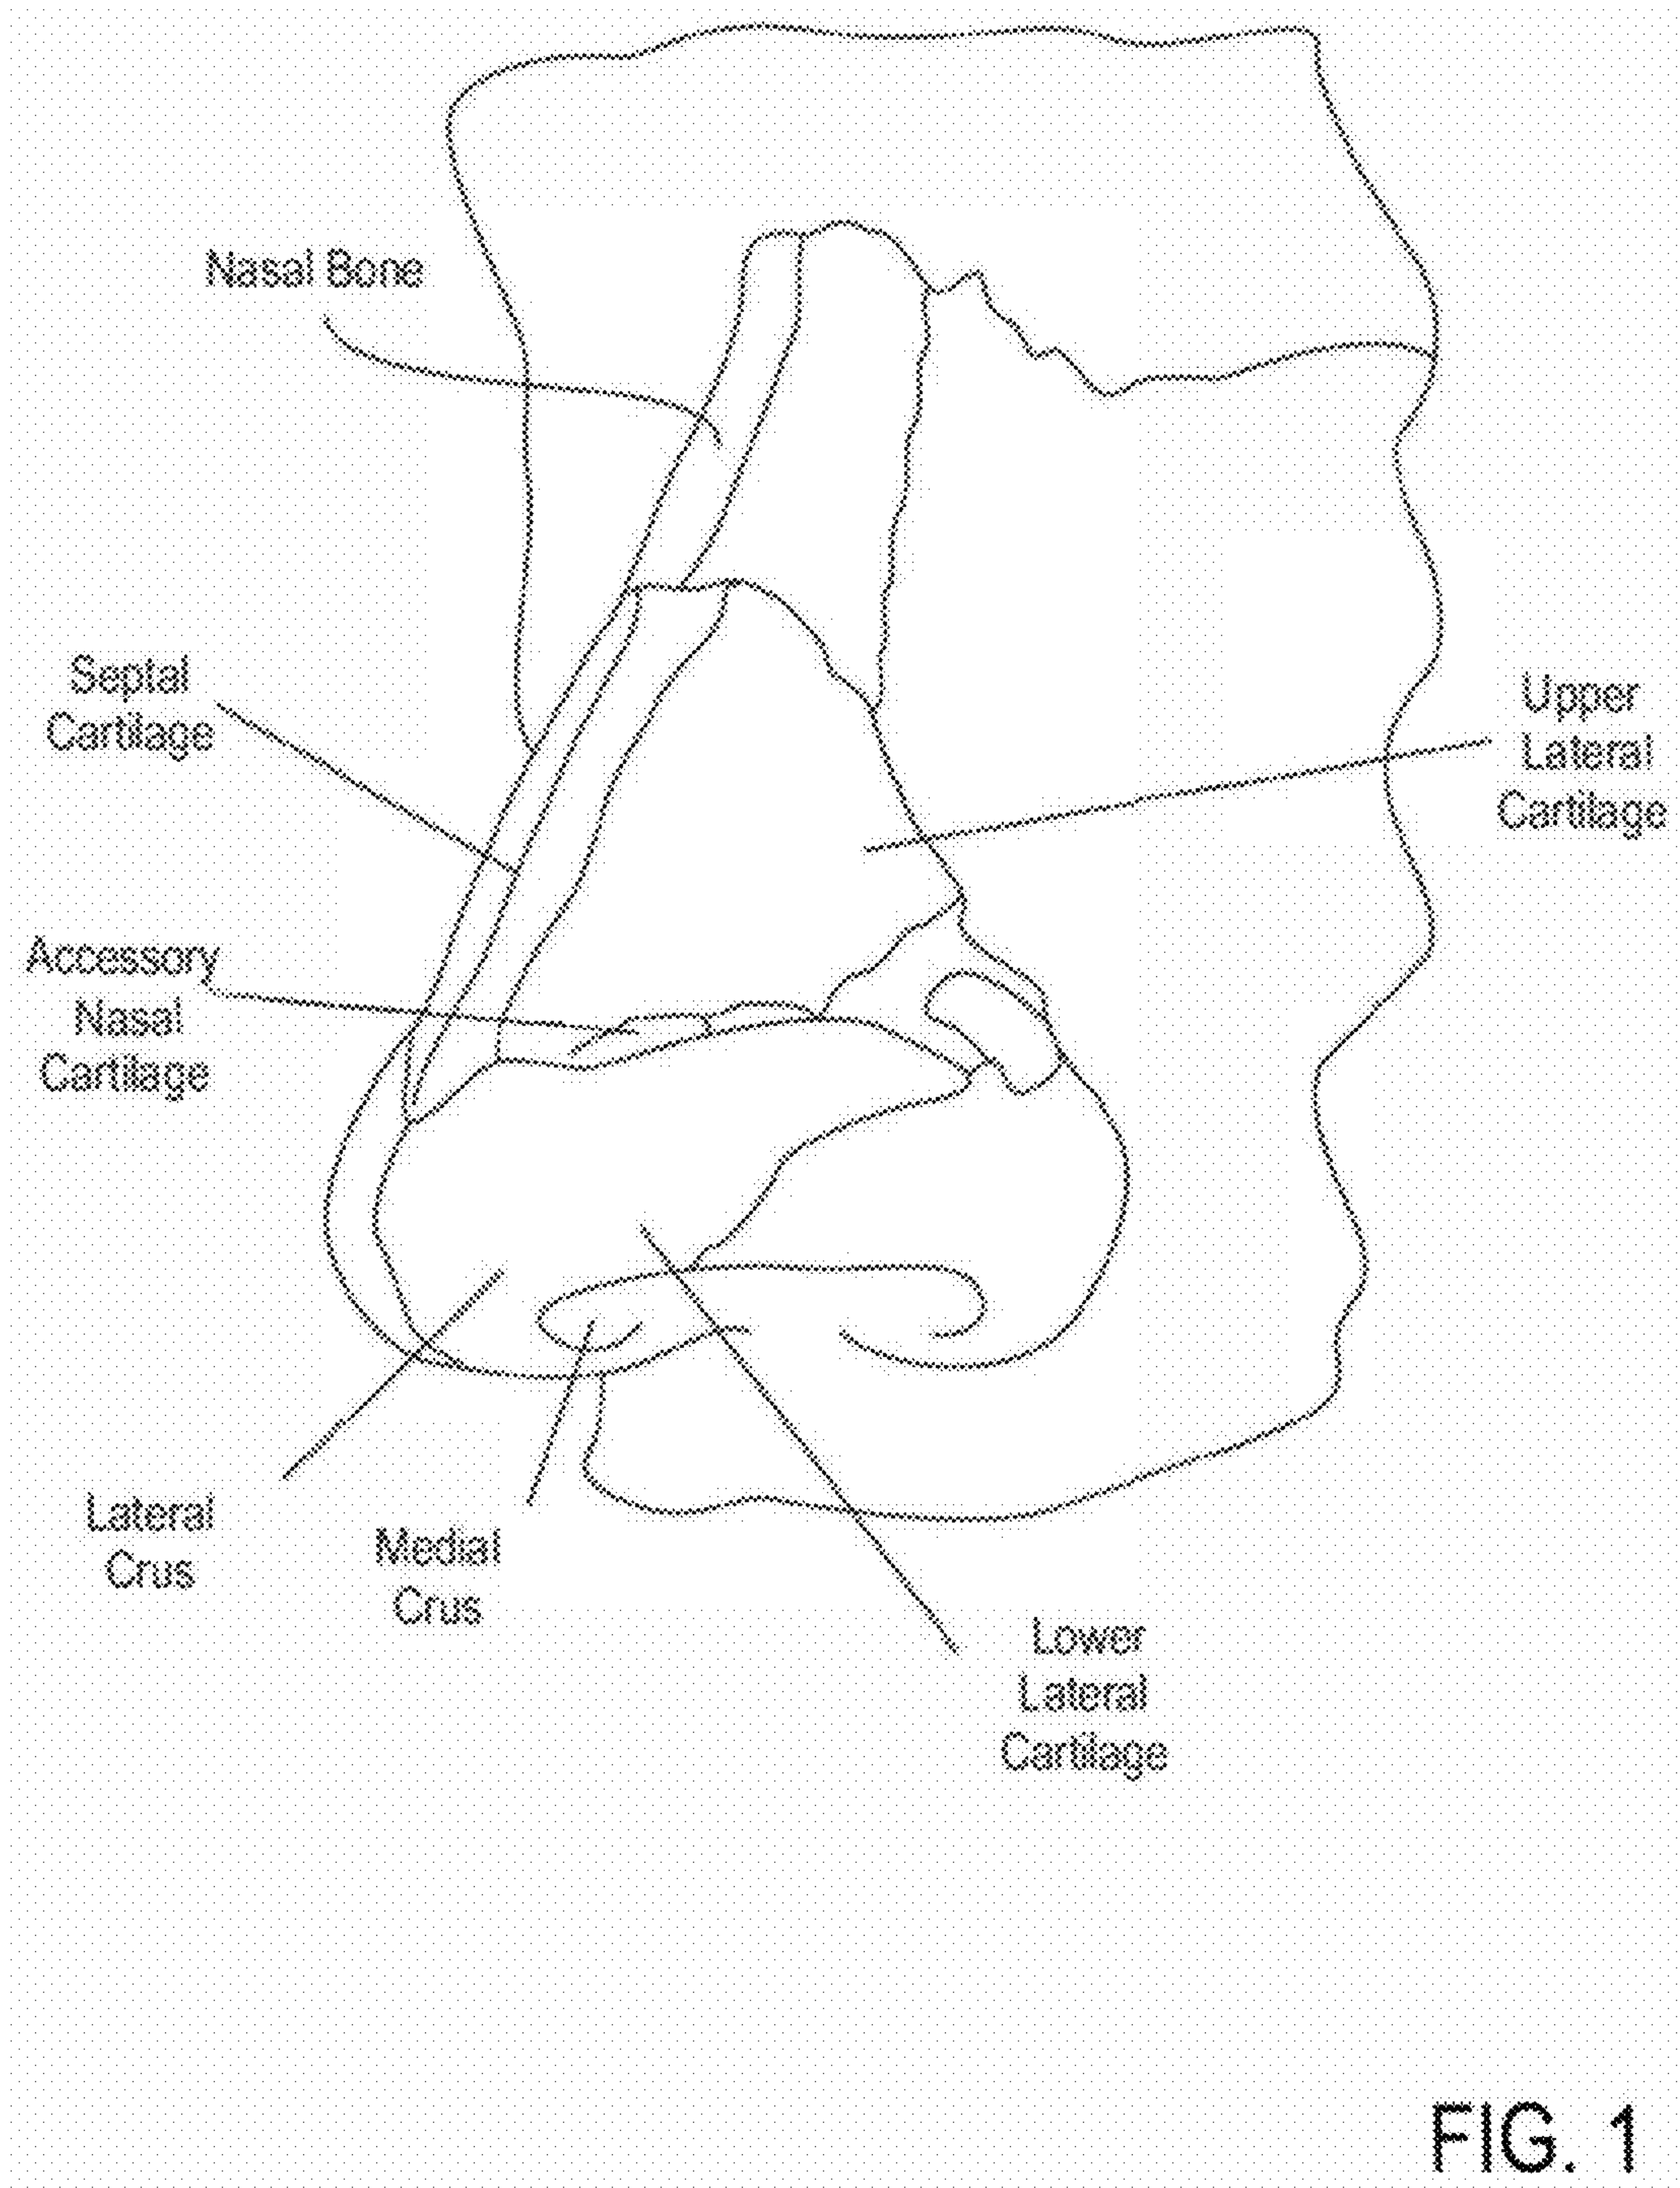 Nasal Bone
Septal
Cartilage
Upper
Lateral
Cartilage
Accessory
Nasal
Cartilage
Lateral
Crus
Medial
Crus
Lower
Lateral
Cartilage
FIG. 1